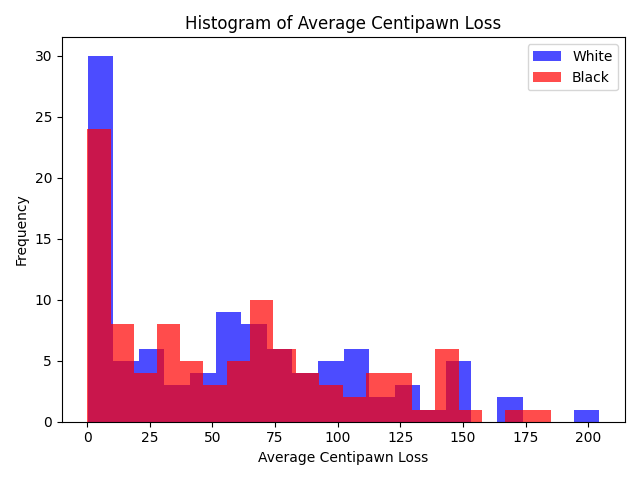 Histogram of Average Centipawn Loss
White
Black
30
25
20
15
10
5
0
Frequency
0 25 50 75 100 125 150 175 200
Average Centipawn Loss